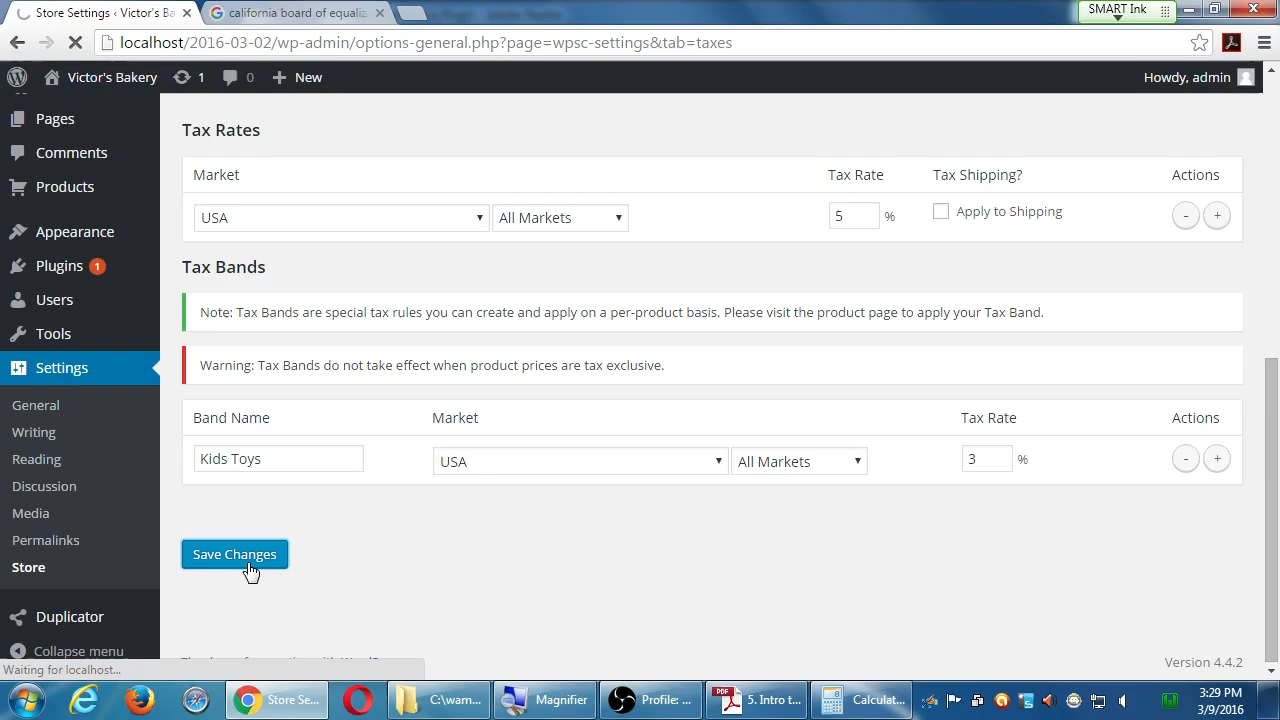 Store Settings ‹ Victor's Ba
california board of equaliz
SMART Ink
localhost/2016-03-02/wp-admin/options-general.php?page=wpsc-settings&tab=taxes
Victor's Bakery
1
0
New
Howdy, admin
Pages
Comments
Products
Appearance
Plugins 1
Users
Tools
Settings
General
Writing
Reading
Discussion
Media
Permalinks
Store
Duplicator
Collapse menu
Tax Rates
Market
Tax Rate
Tax Shipping?
Actions
USA
All Markets
5 %
Apply to Shipping
- +
Tax Bands
Note: Tax Bands are special tax rules you can create and apply on a per-product basis. Please visit the product page to apply your Tax Band.
Warning: Tax Bands do not take effect when product prices are tax exclusive.
Band Name
Market
Tax Rate
Actions
Kids Toys
USA
All Markets
3 %
- +
Save Changes
Version 4.4.2
Waiting for localhost...
Store Se...
C:\wam...
Magnifier
Profile: ...
5. Intro t...
Calculat...
3:29 PM
3/9/2016